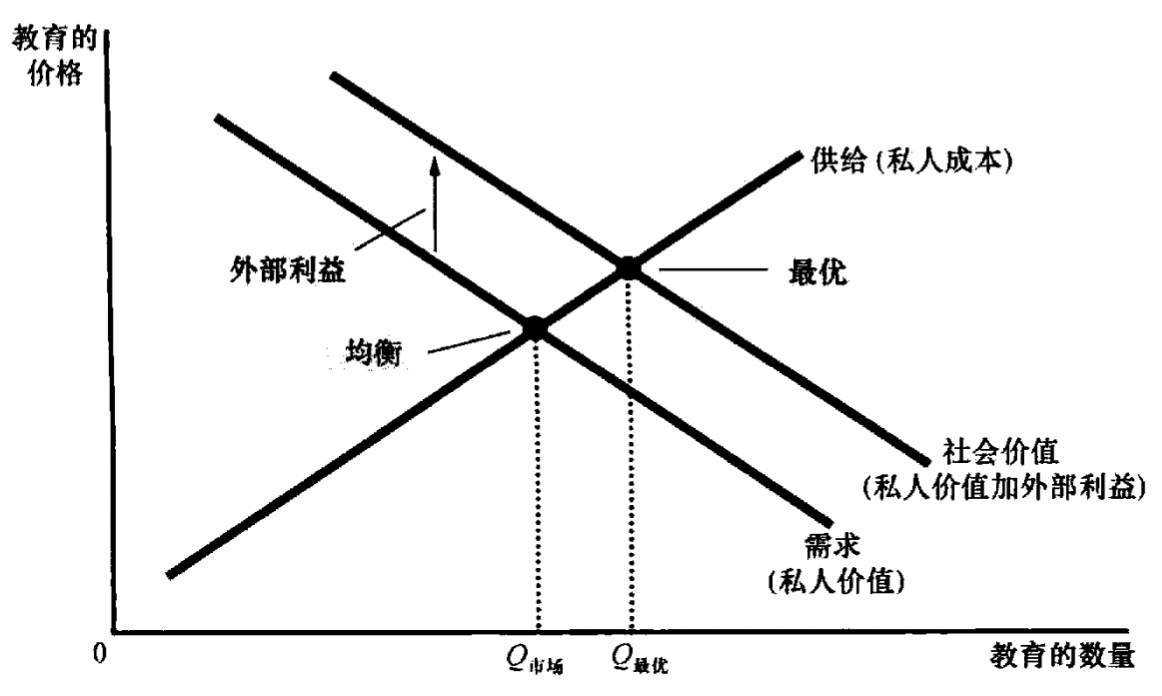 教育的
价格
供给(私人成本)
外部利益
最优
均衡
社会价值
(私人价值加外部利益)
需求
(私人价值)
0
Q市场
Q最优
教育的数量